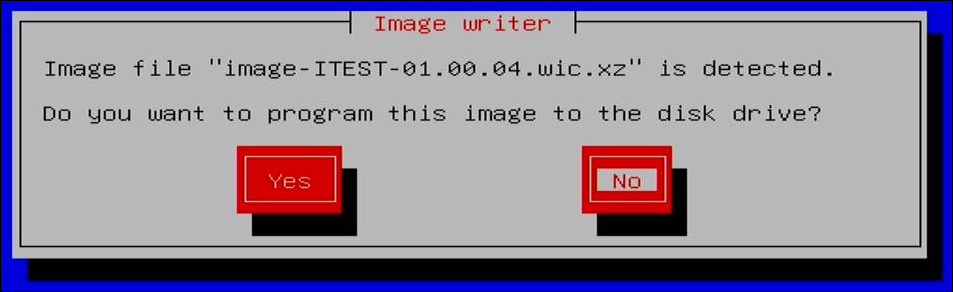 Image writer
Image file "image-ITEST-01.00.04.wic.xz" is detected.
Do you want to program this image to the disk drive?
Yes
No